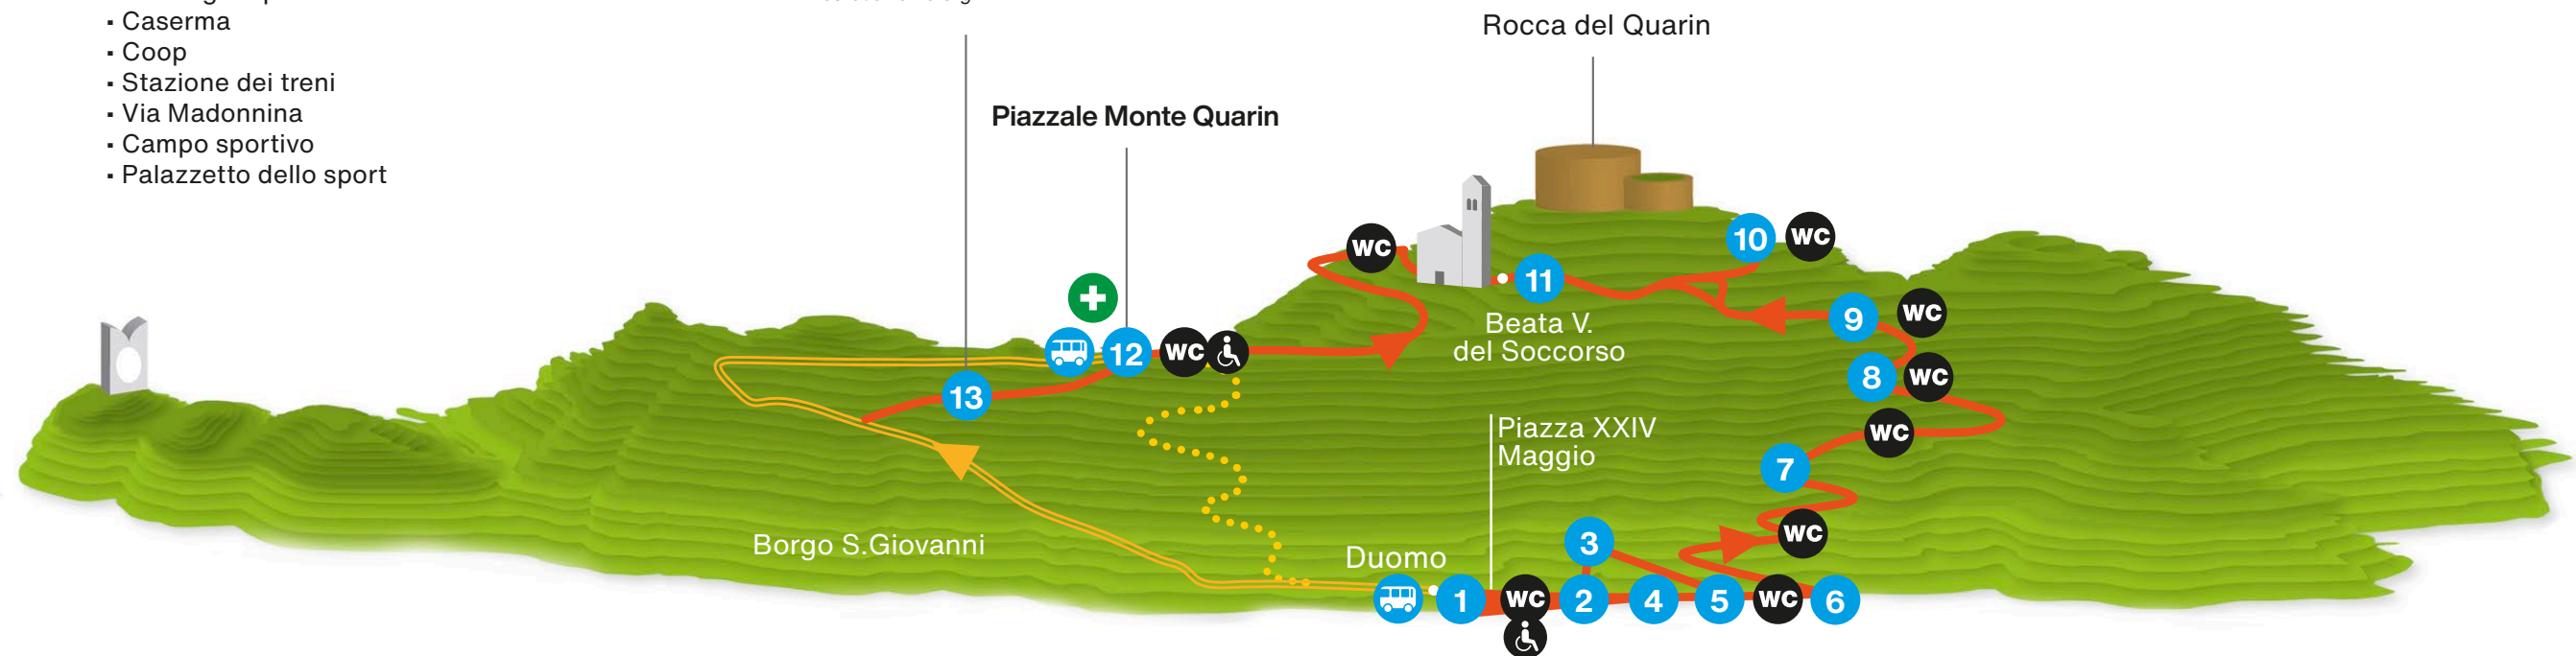 ▪ Caserma
▪ Coop
▪ Stazione dei treni
▪ Via Madonnina
▪ Campo sportivo
▪ Palazzetto dello sport
Rocca del Quarin
Piazzale Monte Quarin
WC
10
WC
11
9
WC
Beata V.
del Soccorso
12
WC
8
WC
13
Piazza XXIV
Maggio
WC
7
WC
Borgo S.Giovanni
Duomo
3
1
WC
2
4
5
WC
6